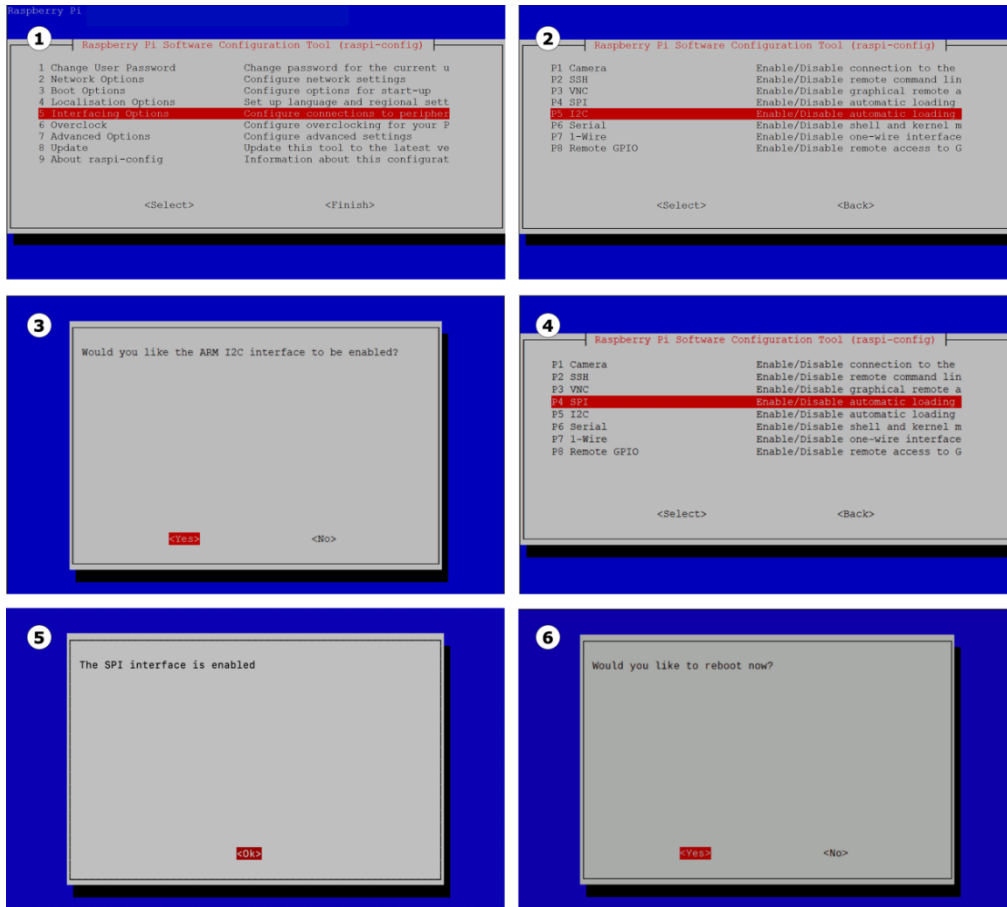 Raspberry Pi
1
Raspberry Pi Software Configuration Tool (raspi-config)
1 Change User Password Change password for the current u
2 Network Options Configure network settings
3 Boot Options Configure options for start-up
4 Localisation Options Set up language and regional sett
5 Interfacing Options Configure connections to peripher
6 Overclock Configure overclocking for your P
7 Advanced Options Configure advanced settings
8 Update Update this tool to the latest ve
9 About raspi-config Information about this configurat
<Select> <Finish>
2
Raspberry Pi Software Configuration Tool (raspi-config)
P1 Camera Enable/Disable connection to the
P2 SSH Enable/Disable remote command lin
P3 VNC Enable/Disable graphical remote a
P4 SPI Enable/Disable automatic loading
P5 I2C Enable/Disable automatic loading
P6 Serial Enable/Disable shell and kernel m
P7 1-Wire Enable/Disable one-wire interface
P8 Remote GPIO Enable/Disable remote access to G
<Select> <Back>
3
Would you like the ARM I2C interface to be enabled?
<Yes> <No>
4
Raspberry Pi Software Configuration Tool (raspi-config)
P1 Camera Enable/Disable connection to the
P2 SSH Enable/Disable remote command lin
P3 VNC Enable/Disable graphical remote a
P4 SPI Enable/Disable automatic loading
P5 I2C Enable/Disable automatic loading
P6 Serial Enable/Disable shell and kernel m
P7 1-Wire Enable/Disable one-wire interface
P8 Remote GPIO Enable/Disable remote access to G
<Select> <Back>
5
The SPI interface is enabled
<Ok>
6
Would you like to reboot now?
<Yes> <No>